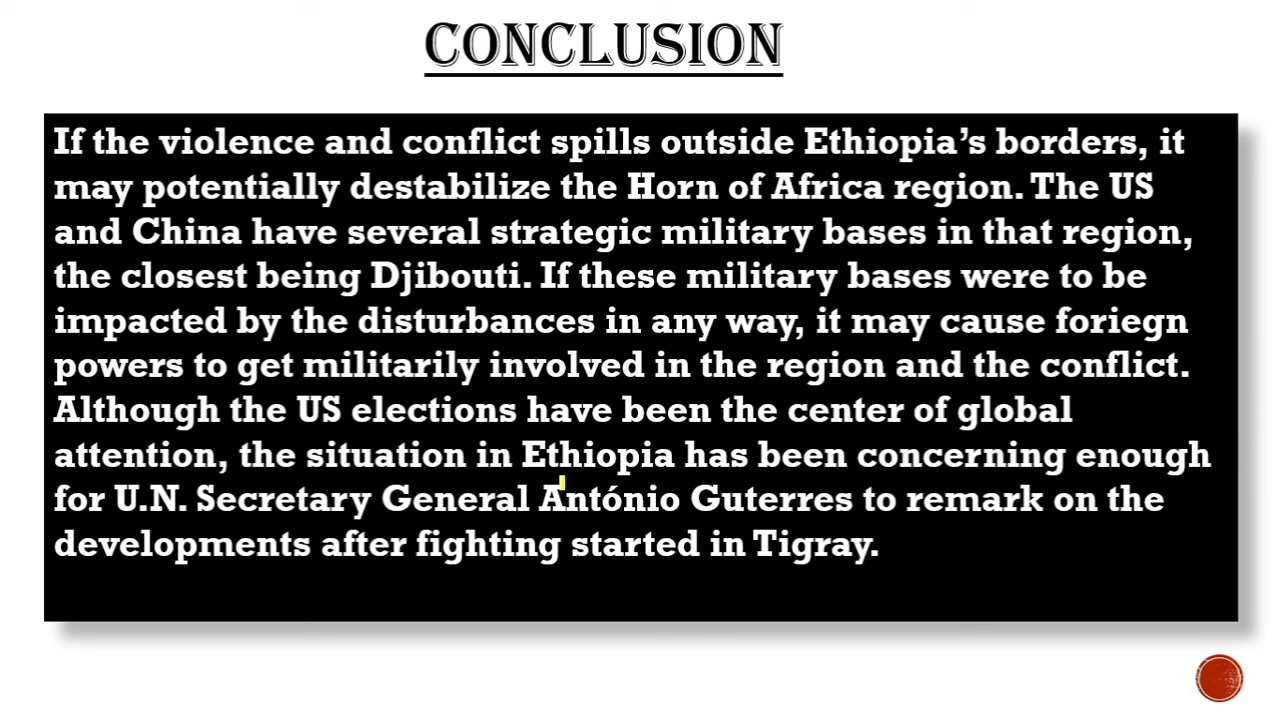 CONCLUSION
If the violence and conflict spills outside Ethiopia’s borders, it
may potentially destabilize the Horn of Africa region. The US
and China have several strategic military bases in that region,
the closest being Djibouti. If these military bases were to be
impacted by the disturbances in any way, it may cause foriegn
powers to get militarily involved in the region and the conflict.
Although the US elections have been the center of global
attention, the situation in Ethiopia has been concerning enough
for U.N. Secretary General António Guterres to remark on the
developments after fighting started in Tigray.